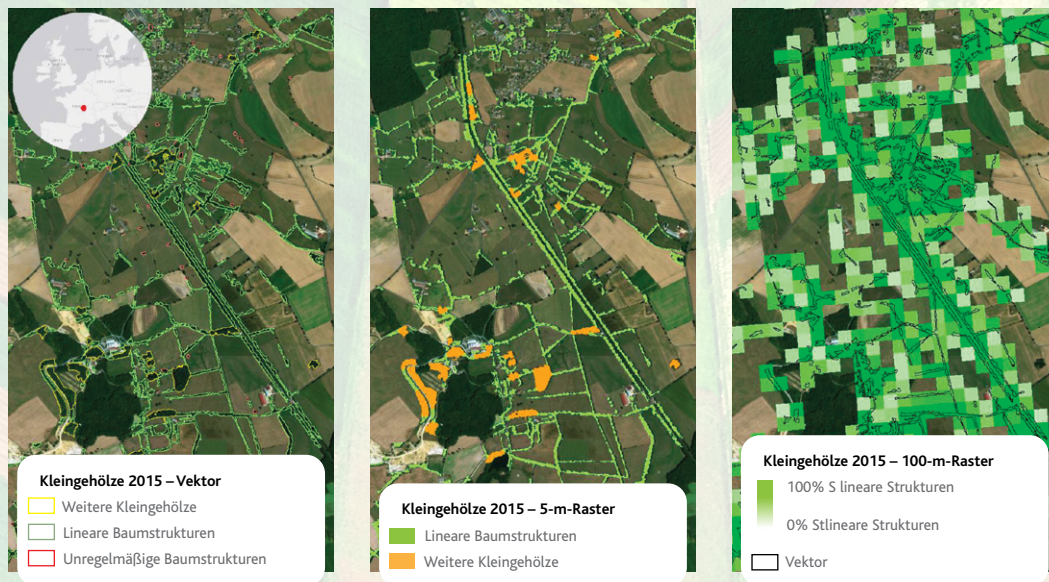 Kleingehölze 2015 – Vektor
Weitere Kleingehölze
Lineare Baumstrukturen
Unregelmäßige Baumstrukturen
Kleingehölze 2015 – 5-m-Raster
Lineare Baumstrukturen
Weitere Kleingehölze
Kleingehölze 2015 – 100-m-Raster
100% S lineare Strukturen
0% Stlineare Strukturen
Vektor